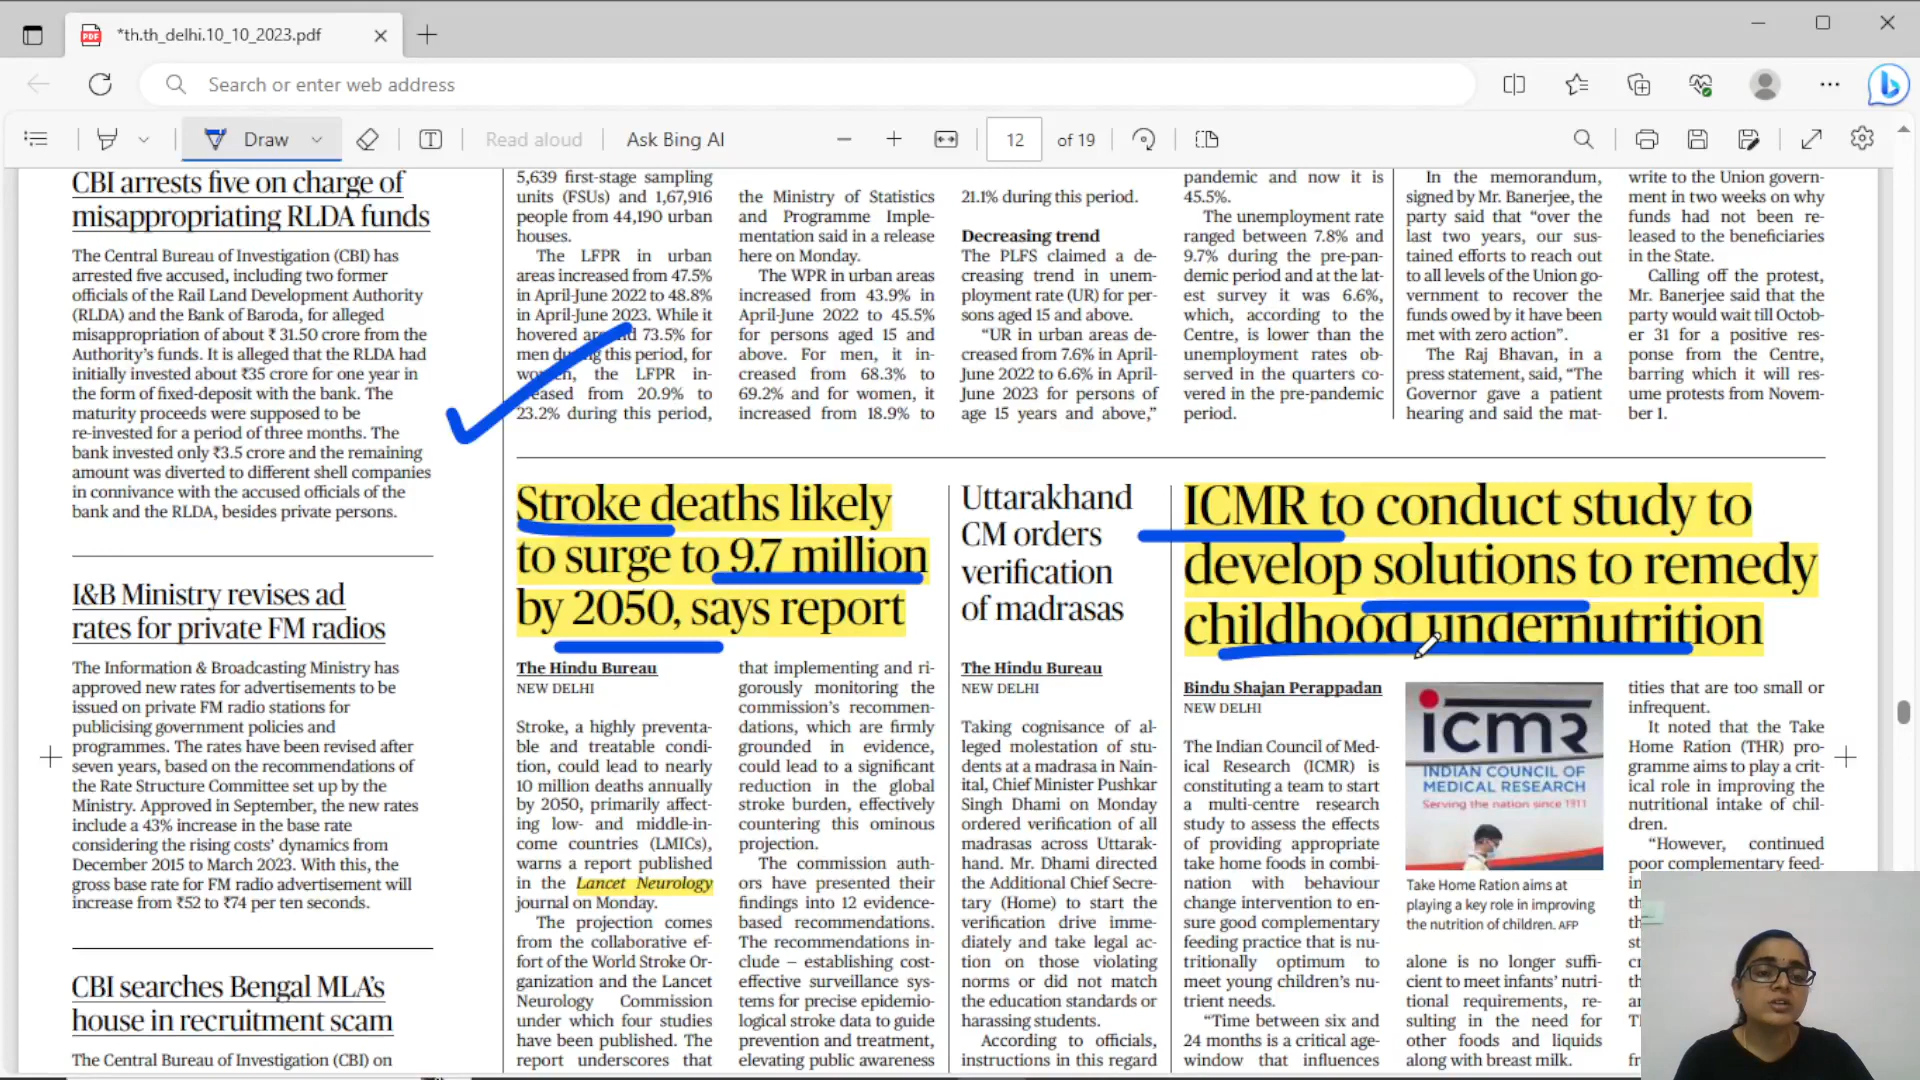 *th.th_delhi.10_10_2023.pdf
Search or enter web address
Draw
Read aloud
Ask Bing AI
12
of 19
CBI arrests five on charge of
misappropriating RLDA funds
The Central Bureau of Investigation (CBI) has
arrested five accused, including two former
officials of the Rail Land Development Authority
(RLDA) and the Bank of Baroda, for alleged
misappropriation of about ₹ 31.50 crore from the
Authority's funds. It is alleged that the RLDA had
initially invested about ₹35 crore for one year in
the form of fixed-deposit with the bank. The
maturity proceeds were supposed to be
re-invested for a period of three months. The
bank invested only ₹3.5 crore and the remaining
amount was diverted to different shell companies
in connivance with the accused officials of the
bank and the RLDA, besides private persons.
I&B Ministry revises ad
rates for private FM radios
The Information & Broadcasting Ministry has
approved new rates for advertisements to be
issued on private FM radio stations for
publicising government policies and
programmes. The rates have been revised after
seven years, based on the recommendations of
the Rate Structure Committee set up by the
Ministry. Approved in September, the new rates
include a 43% increase in the base rate
considering the rising costs' dynamics from
December 2015 to March 2023. With this, the
gross base rate for FM radio advertisement will
increase from ₹52 to ₹74 per ten seconds.
CBI searches Bengal MLA's
house in recruitment scam
The Central Bureau of Investigation (CBI) on
5,639 first-stage sampling
units (FSUs) and 1,67,916
people from 44,190 urban
houses.
The LFPR in urban
areas increased from 47.5%
in April-June 2022 to 48.8%
in April-June 2023. While it
hovered 73.5% for
men during this period, for
women, the LFPR in-
creased from 20.9% to
23.2% during this period,
the Ministry of Statistics
and Programme Imple-
mentation said in a release
here on Monday.
The WPR in urban areas
increased from 43.9% in
April-June 2022 to 45.5%
for persons aged 15 and
above. For men, it in-
creased from 68.3% to
69.2% and for women, it
increased from 18.9% to
21.1% during this period.
Decreasing trend
The PLFS claimed a de-
creasing trend in unem-
ployment rate (UR) for per-
sons aged 15 and above.
"UR in urban areas de-
creased from 7.6% in April-
June 2022 to 6.6% in April-
June 2023 for persons of
age 15 years and above,"
pandemic and now it is
45.5%.
The unemployment rate
ranged between 7.8% and
9.7% during the pre-pan-
demic period and at the lat-
est survey it was 6.6%,
which, according to the
Centre, is lower than the
unemployment rates ob-
served in the quarters co-
vered in the pre-pandemic
period.
In the memorandum,
signed by Mr. Banerjee, the
party said that "over the
last two years, our sus-
tained efforts to reach out
to all levels of the Union go-
vernment to recover the
funds owed by it have been
met with zero action".
The Raj Bhavan, in a
press statement, said, "The
Governor gave a patient
hearing and said the mat-
write to the Union govern-
ment in two weeks on why
funds had not been re-
leased to the beneficiaries
in the State.
Calling off the protest,
Mr. Banerjee said that the
party would wait till Octob-
er 31 for a positive res-
ponse from the Centre,
barring which it will res-
ume protests from Novem-
ber 1.
Stroke deaths likely
to surge to 9.7 million
by 2050, says report
The Hindu Bureau
NEW DELHI
Stroke, a highly preventa-
ble and treatable condi-
tion, could lead to nearly
10 million deaths annually
by 2050, primarily affect-
ing low- and middle-in-
come countries (LMICs),
warns a report published
in the Lancet Neurology
journal on Monday.
The projection comes
from the collaborative ef-
fort of the World Stroke Or-
ganization and the Lancet
Neurology Commission
under which four studies
have been published. The
report underscores that
that implementing and ri-
gorously monitoring the
commission's recommen-
dations, which are firmly
grounded in evidence,
could lead to a significant
reduction in the global
stroke burden, effectively
countering this ominous
projection.
The commission auth-
ors have presented their
findings into 12 evidence-
based recommendations.
The recommendations in-
clude – establishing cost-
effective surveillance sys-
tems for precise epidemio-
logical stroke data to guide
prevention and treatment,
elevating public awareness
Uttarakhand
CM orders
verification
of madrasas
The Hindu Bureau
NEW DELHI
Taking cognisance of al-
leged molestation of stu-
dents at a madrasa in Nain-
ital, Chief Minister Pushkar
Singh Dhami on Monday
ordered verification of all
madrasas across Uttarak-
hand. Mr. Dhami directed
the Additional Chief Secre-
tary (Home) to start the
verification drive imme-
diately and take legal ac-
tion on those violating
norms or did not match
the education standards or
harassing students.
According to officials,
instructions in this regard
ICMR to conduct study to
develop solutions to remedy
childhood undernutrition
Bindu Shajan Perappadan
NEW DELHI
The Indian Council of Med-
ical Research (ICMR) is
constituting a team to start
a multi-centre research
study to assess the effects
of providing appropriate
take home foods in combi-
nation with behaviour
change intervention to en-
sure good complementary
feeding practice that is nu-
tritionally optimum to
meet young children's nu-
trient needs.
"Time between six and
24 months is a critical age-
window that influences
icmr
INDIAN COUNCIL OF
MEDICAL RESEARCH
Serving the nation since 1911
Take Home Ration aims at
playing a key role in improving
the nutrition of children. AFP
alone is no longer suffi-
cient to meet infants' nutri-
tional requirements, re-
sulting in the need for
other foods and liquids
along with breast milk.
tities that are too small or
infrequent.
It noted that the Take
Home Ration (THR) pro-
gramme aims to play a crit-
ical role in improving the
nutritional intake of chil-
dren.
"However, continued
poor complementary feed-